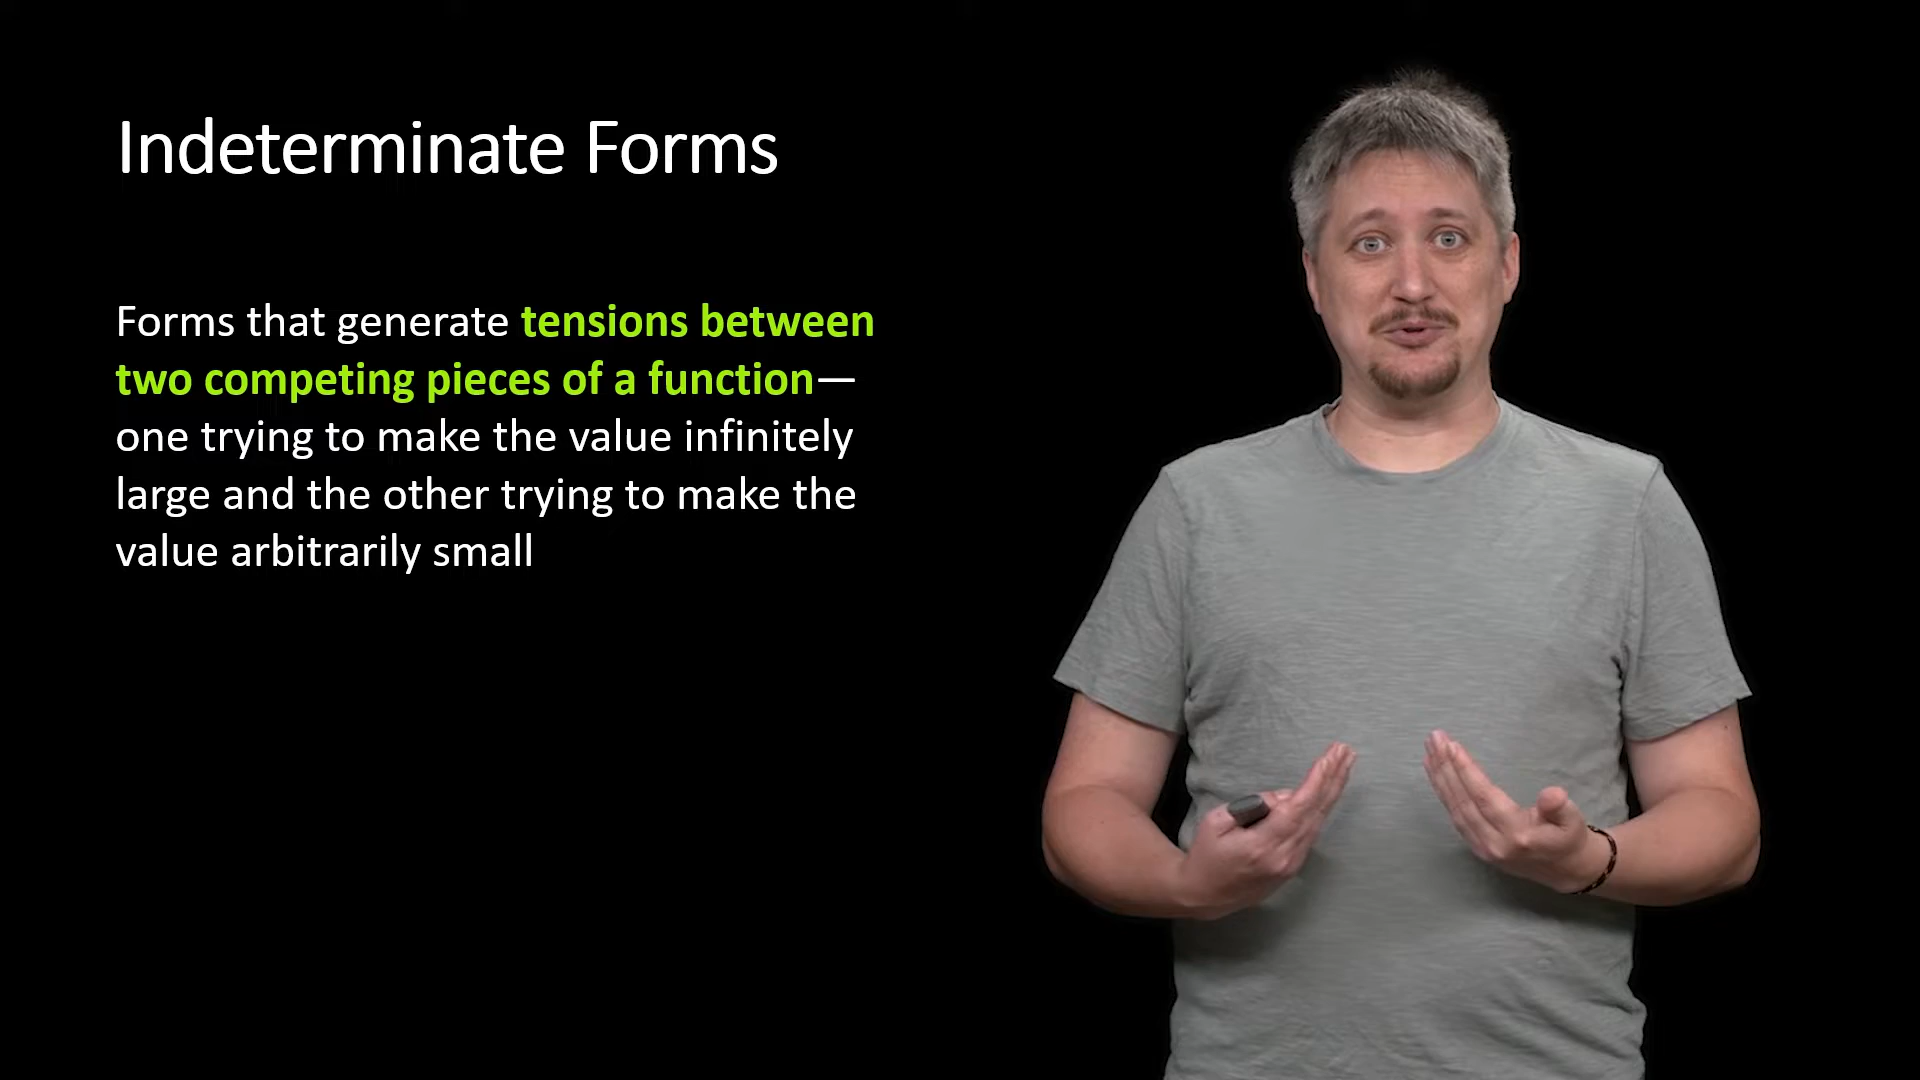 Indeterminate Forms
Forms that generate tensions between
two competing pieces of a function—
one trying to make the value infinitely
large and the other trying to make the
value arbitrarily small